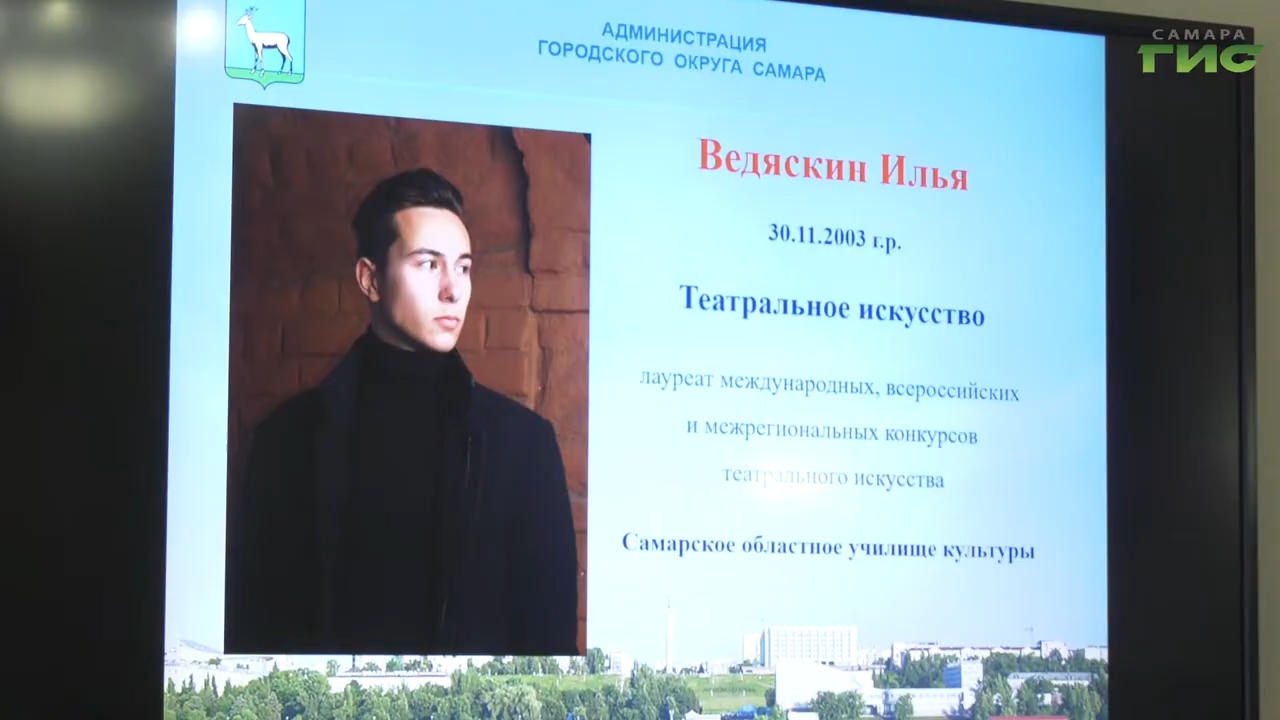 АДМИНИСТРАЦИЯ
ГОРОДСКОГО ОКРУГА САМАРА
САМАРА
ГИС
Ведяскин Илья
30.11.2003 г.р.
Театральное искусство
лауреат международных, всероссийских
и межрегиональных конкурсов
театрального искусства
Самарское областное училище культуры